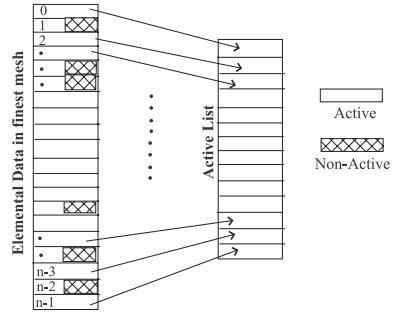 Elemental Data in finest mesh
0
1
2
n-3
n-2
n-1
Active List
Active
Non-Active